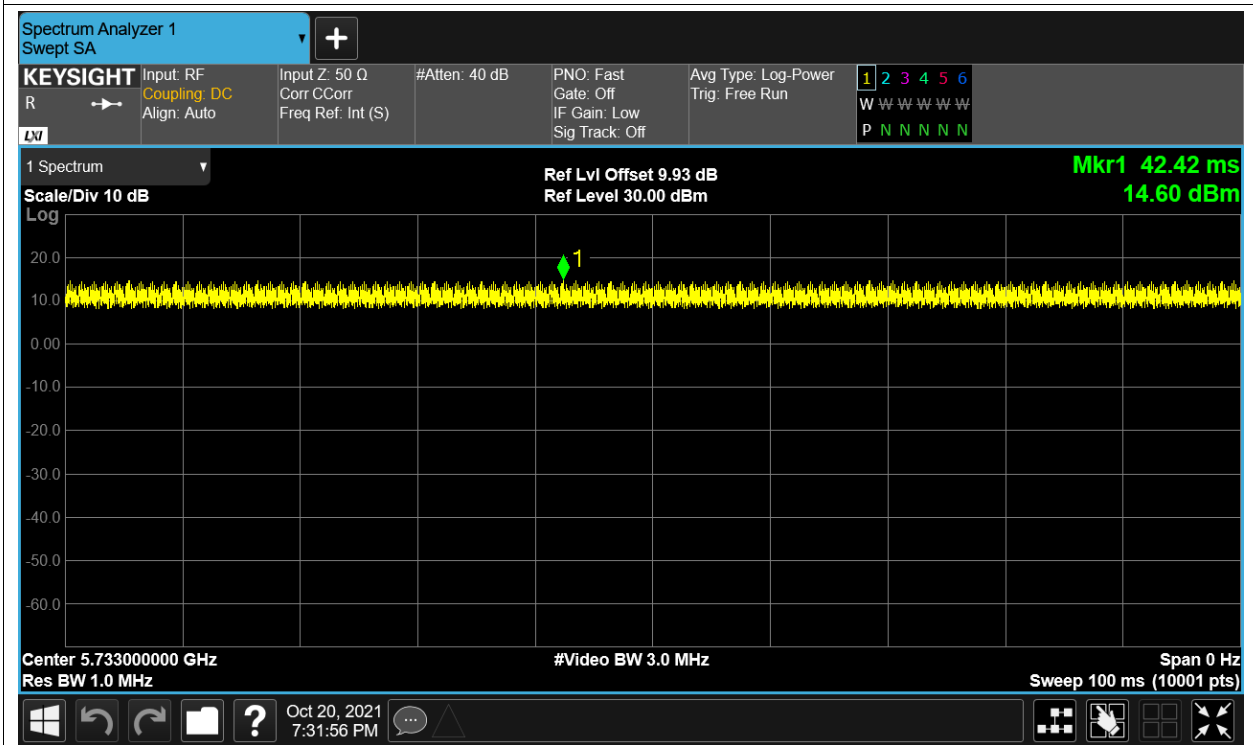 Spectrum Analyzer 1
Swept SA
KEYSIGHT Input: RF Input Z: 50 Ω #Atten: 40 dB PNO: Fast Avg Type: Log-Power 1 2 3 4 5 6
R Coupling: DC Corr CCorr Gate: Off Trig: Free Run W W W W W W
Align: Auto Freq Ref: Int (S) IF Gain: Low
LXI Sig Track: Off P N N N N N
1 Spectrum Ref Lvl Offset 9.93 dB Mkr1 42.42 ms
Scale/Div 10 dB Ref Level 30.00 dBm 14.60 dBm
Log
20.0
1
10.0
0.00
-10.0
-20.0
-30.0
-40.0
-50.0
-60.0
Center 5.733000000 GHz #Video BW 3.0 MHz Span 0 Hz
Res BW 1.0 MHz Sweep 100 ms (10001 pts)
? Oct 20, 2021
7:31:56 PM